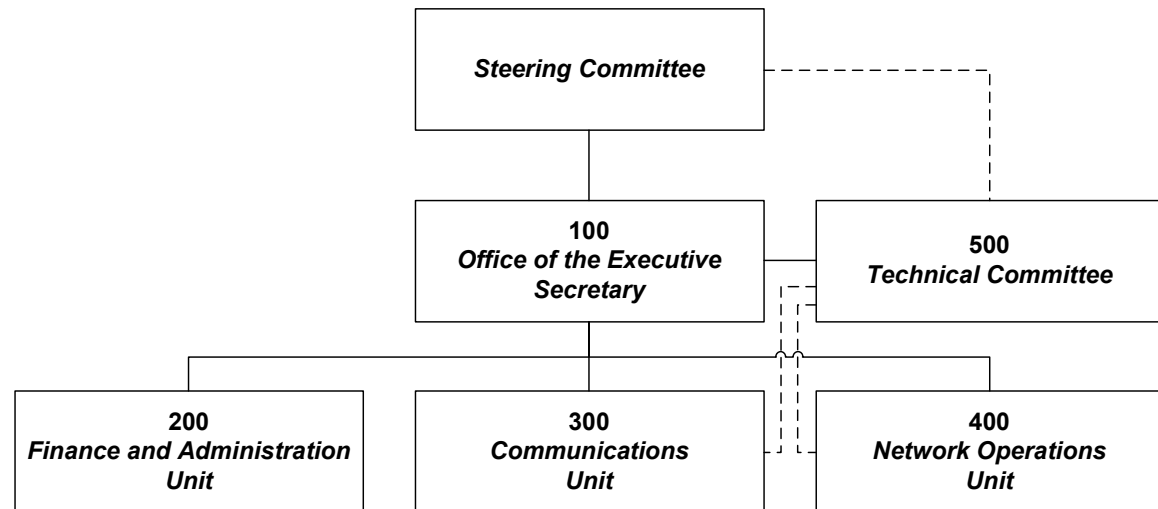 Steering Committee
100
Office of the Executive
Secretary
500
Technical Committee
200
Finance and Administration
Unit
300
Communications
Unit
400
Network Operations
Unit